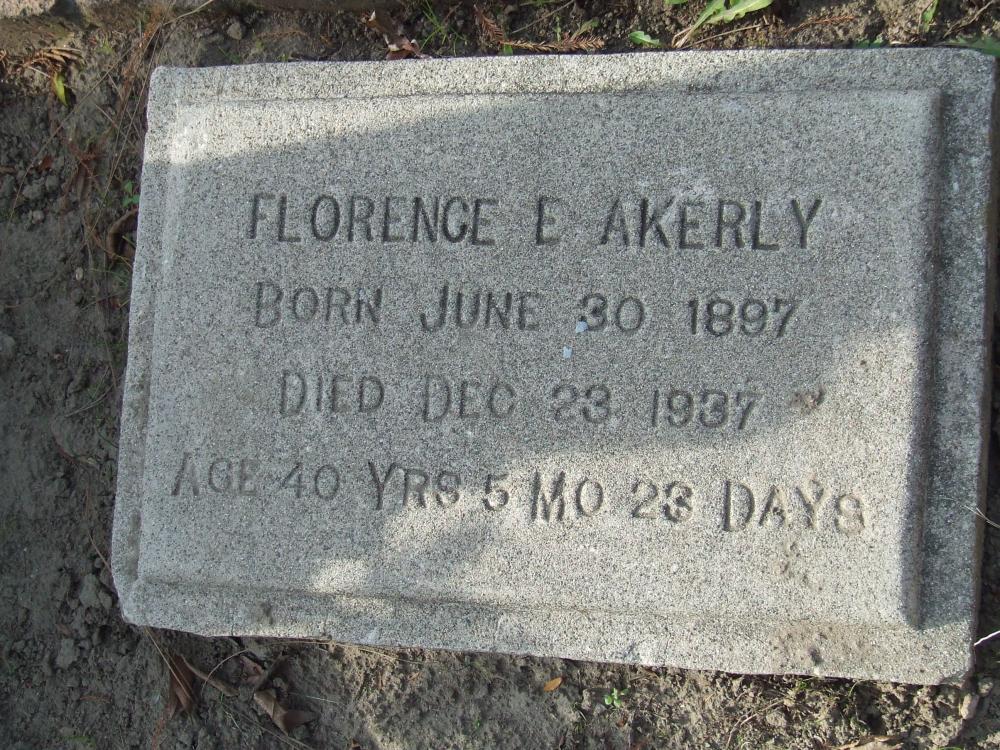 FLORENCE E AKERLY
BORN JUNE 30 1897
DIED DEC 23 1937
AGE 40 YRS 5 MO 23 DAYS